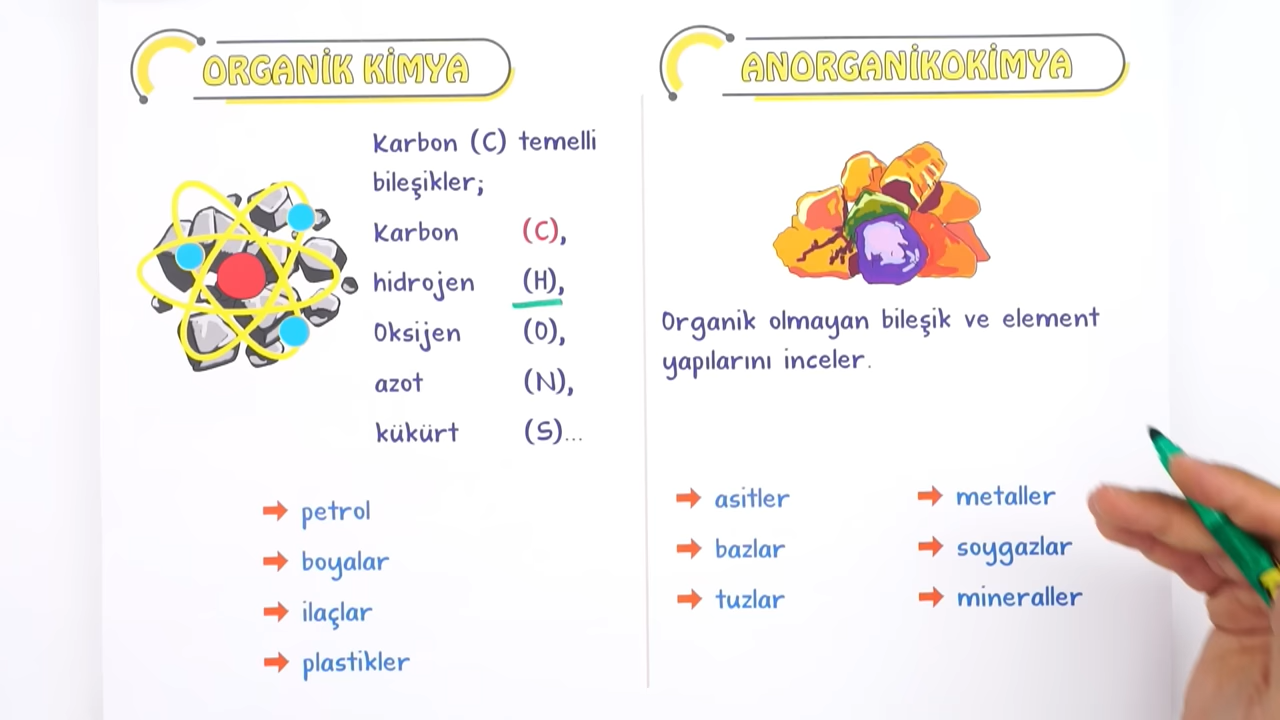 ORGANİK KİMYA
Karbon (C) temelli
bileşikler;
Karbon (C),
hidrojen (H),
Oksijen (O),
azot (N),
kükürt (S)...
petrol
boyalar
ilaçlar
plastikler
ANORGANİKOKİMYA
Organik olmayan bileşik ve element
yapılarını inceler.
asitler
bazlar
tuzlar
metaller
soygazlar
mineraller